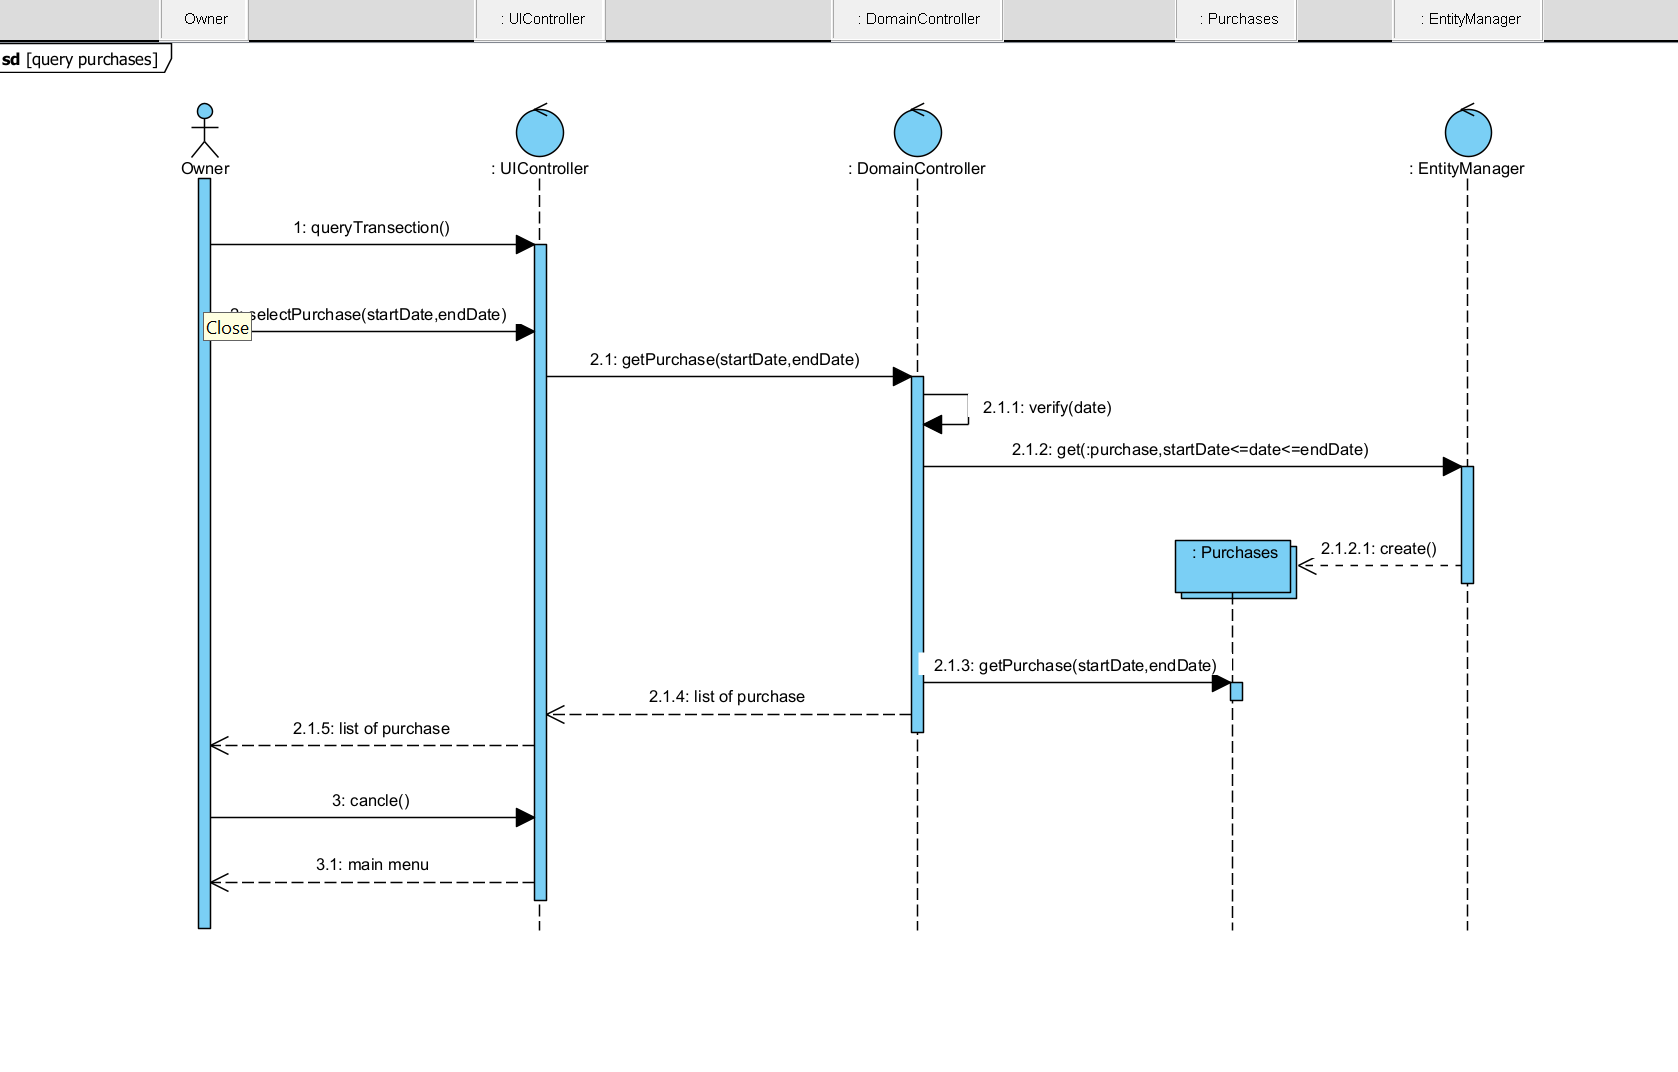 Owner
: UIController
: DomainController
: Purchases
: EntityManager
sd [query purchases]
Owner
: UIController
: DomainController
: EntityManager
1: queryTransection()
selectPurchase(startDate,endDate)
Close
2.1: getPurchase(startDate,endDate)
2.1.1: verify(date)
2.1.2: get(:purchase,startDate<=date<=endDate)
: Purchases
2.1.2.1: create()
2.1.3: getPurchase(startDate,endDate)
2.1.4: list of purchase
2.1.5: list of purchase
3: cancle()
3.1: main menu